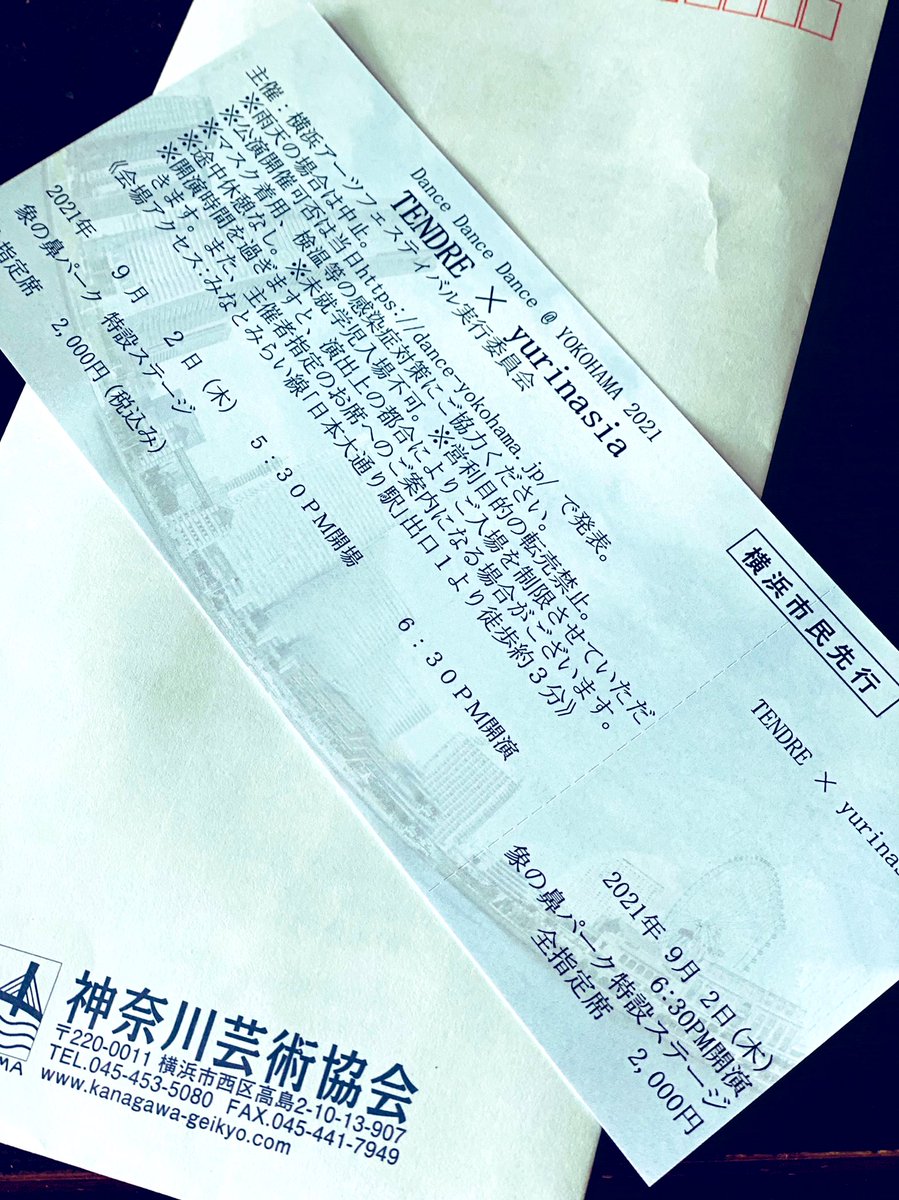 Dance Dance Dance @ YOKOHAMA 2021
TENDRE × yurinasia
主催：横浜アーツフェスティバル実行委員会
※雨天の場合は中止。
※公演開催可否は当日https://dance-yokohama.jp/ で発表。
※マスク着用、検温等の感染症対策にご協力ください。
※途中休憩なし。※未就学児入場不可。※営利目的の転売禁止。
※開演時間を過ぎますと、演出上の都合によりご入場を制限させていただ
きます。また、主催者指定のお席へのご案内になる場合がございます。
《会場アクセス:みなとみらい線｢日本大通り駅｣出口1より徒歩約3分》
2021年 9月 2日（木） 5：30PM開場 6：30PM開演
象の鼻パーク 特設ステージ
指定席 2,000円(税込み)
横浜市民先行
TENDRE × yurinas
2021年 9月 2日(木)
6:30PM開演
象の鼻パーク特設ステージ
全指定席 2,000円
MA
神奈川芸術協会
〒220-0011 横浜市西区高島2-10-13-907
TEL.045-453-5080 FAX.045-441-7949
www.kanagawa-geikyo.com